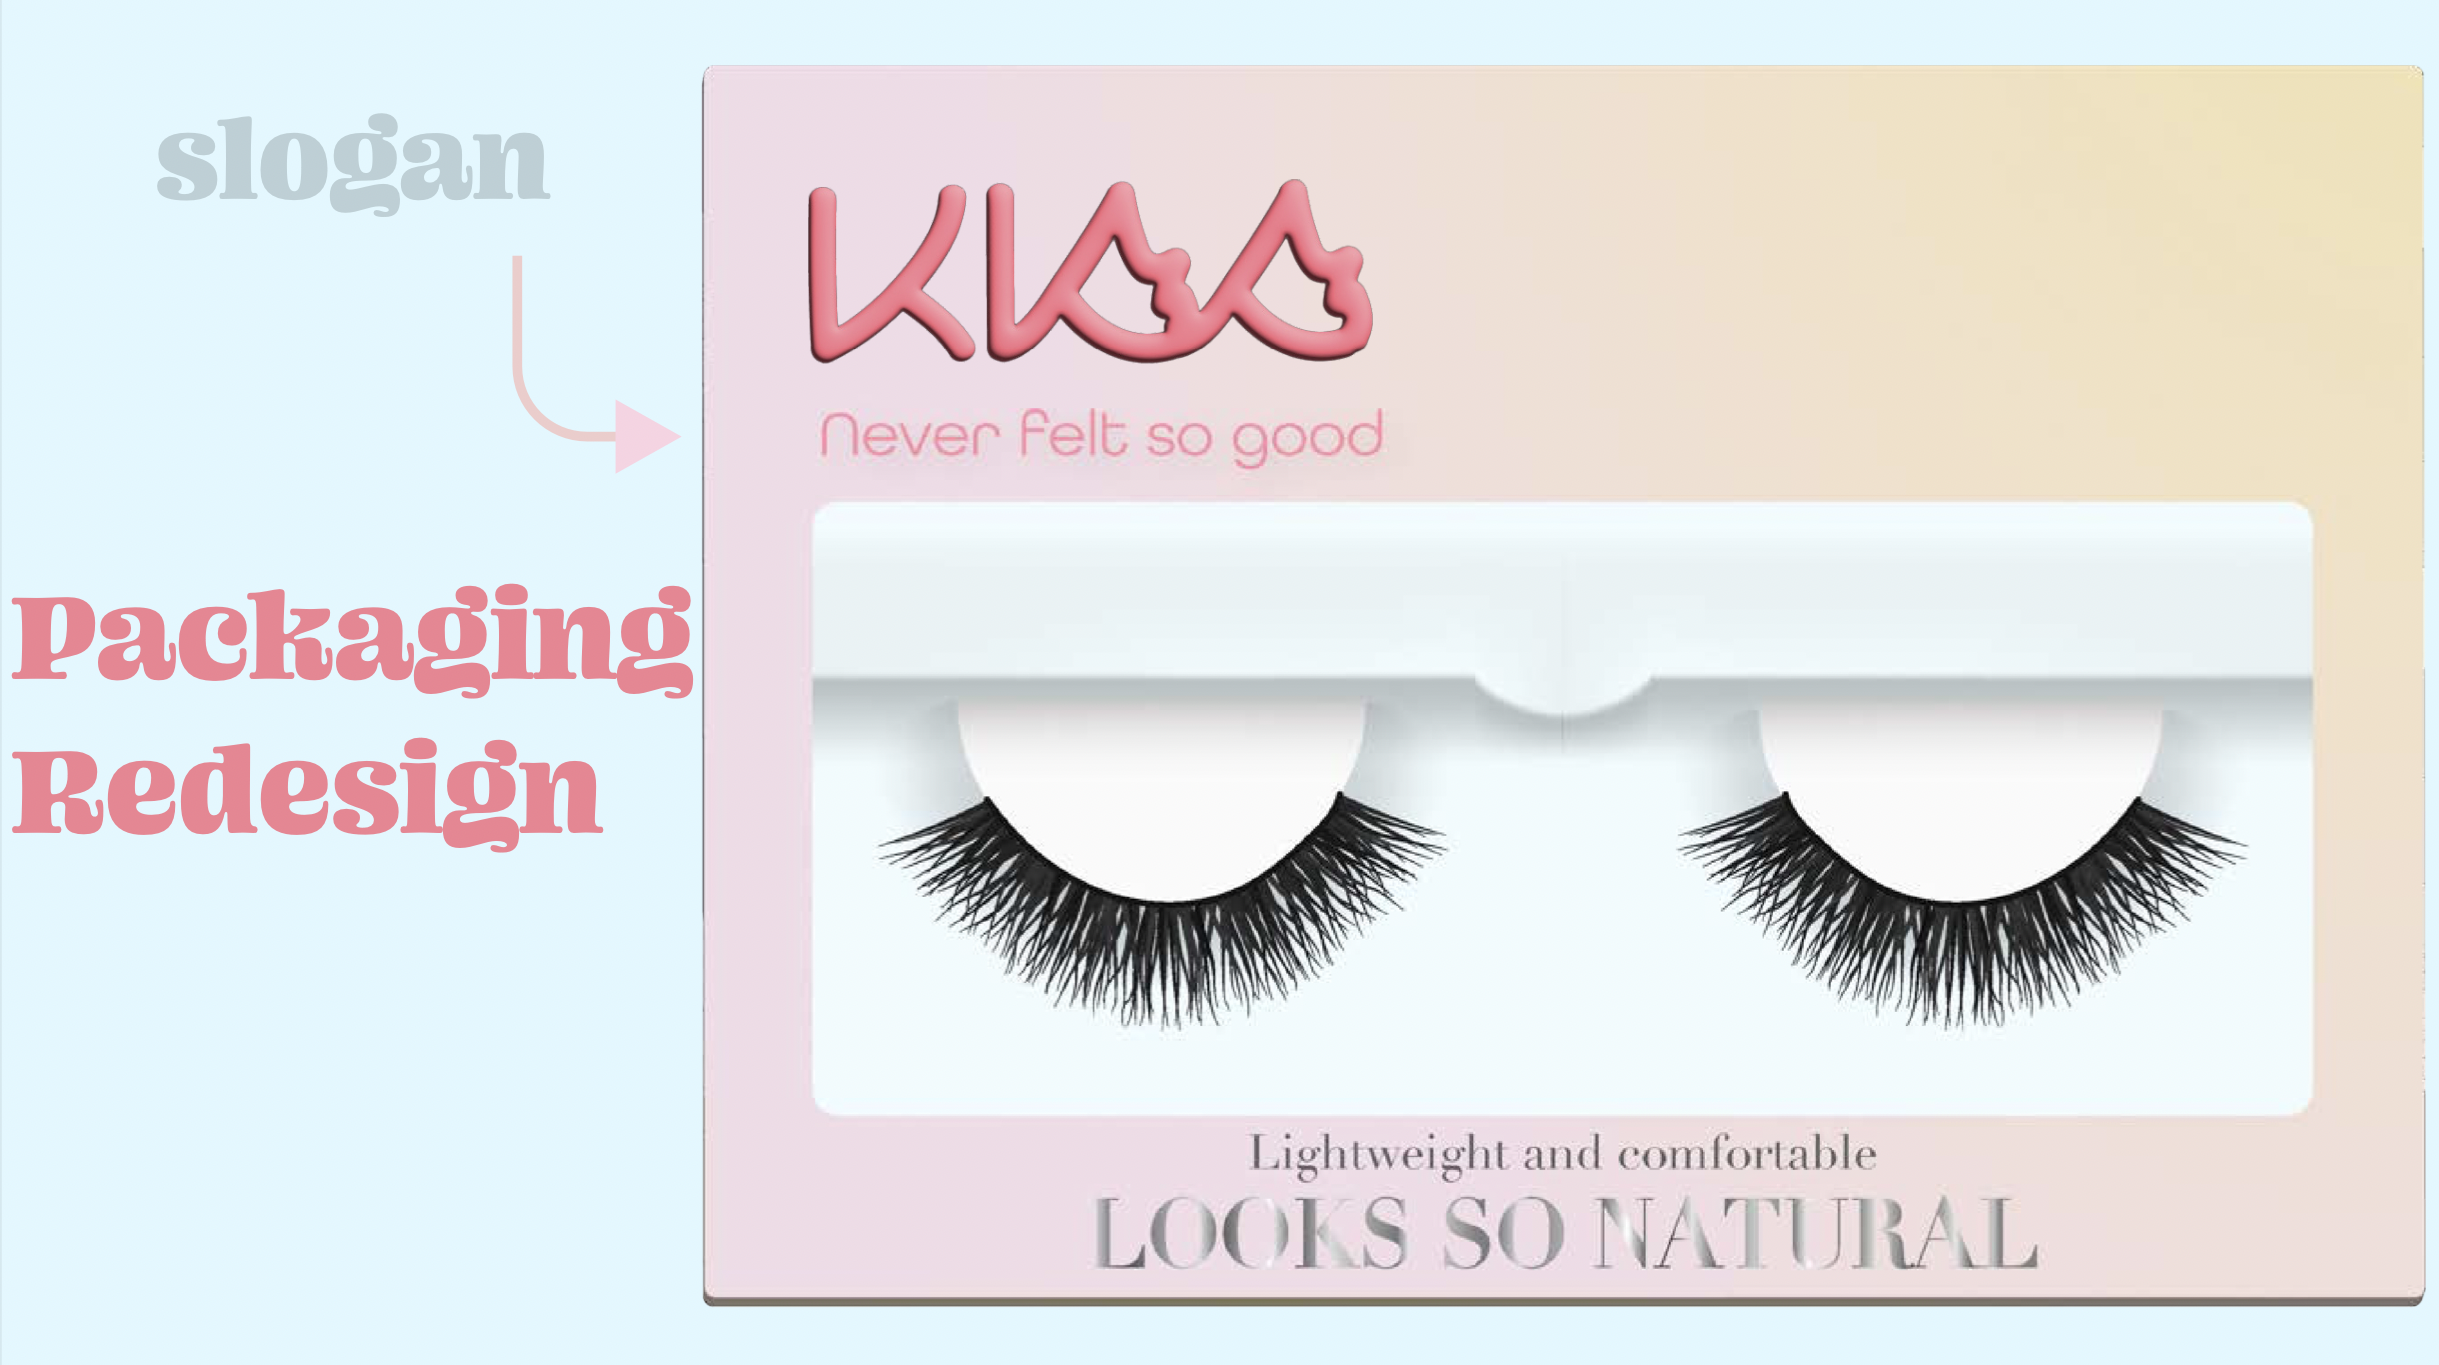 slogan
KISS
Never felt so good
Packaging
Redesign
Lightweight and comfortable
LOOKS SO NATURAL